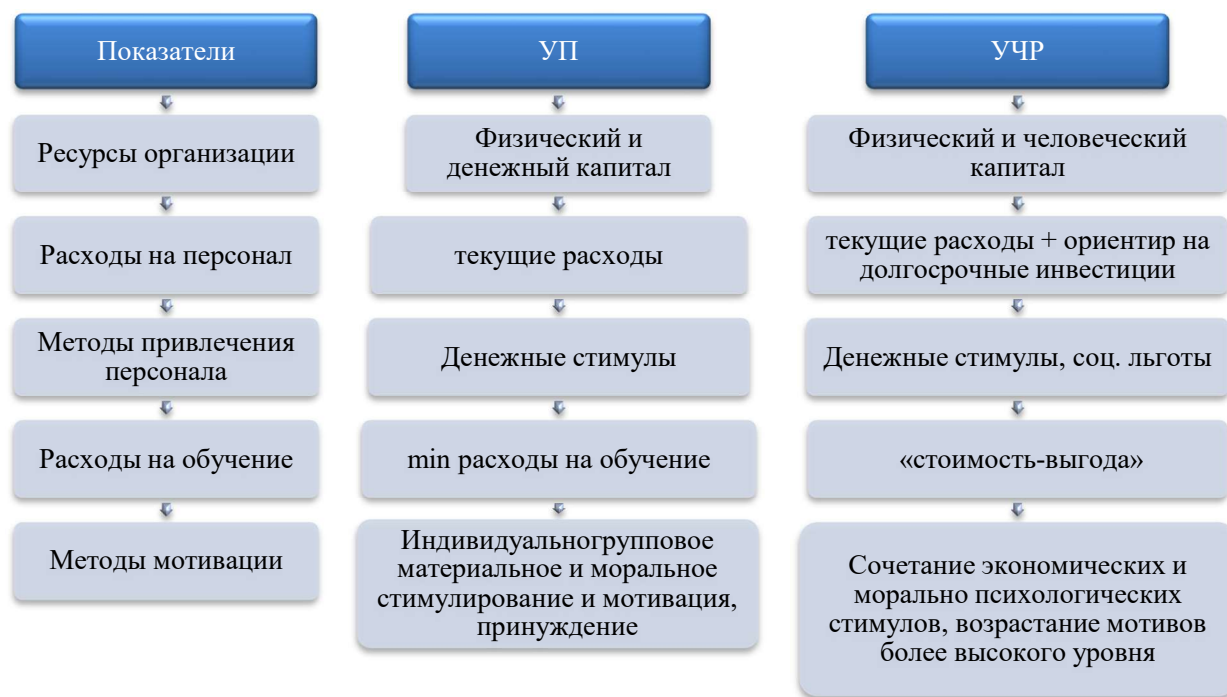 Показатели
Ресурсы организации
Расходы на персонал
Методы привлечения
персонала
Расходы на обучение
Методы мотивации
УП
Физический и
денежный капитал
текущие расходы
Денежные стимулы
min расходы на обучение
Индивидуальногрупповое
материальное и моральное
стимулирование и мотивация,
принуждение
УЧР
Физический и человеческий
капитал
текущие расходы + ориентир на
долгосрочные инвестиции
Денежные стимулы, соц. льготы
«стоимость-выгода»
Сочетание экономических и
морально психологических
стимулов, возрастание мотивов
более высокого уровня